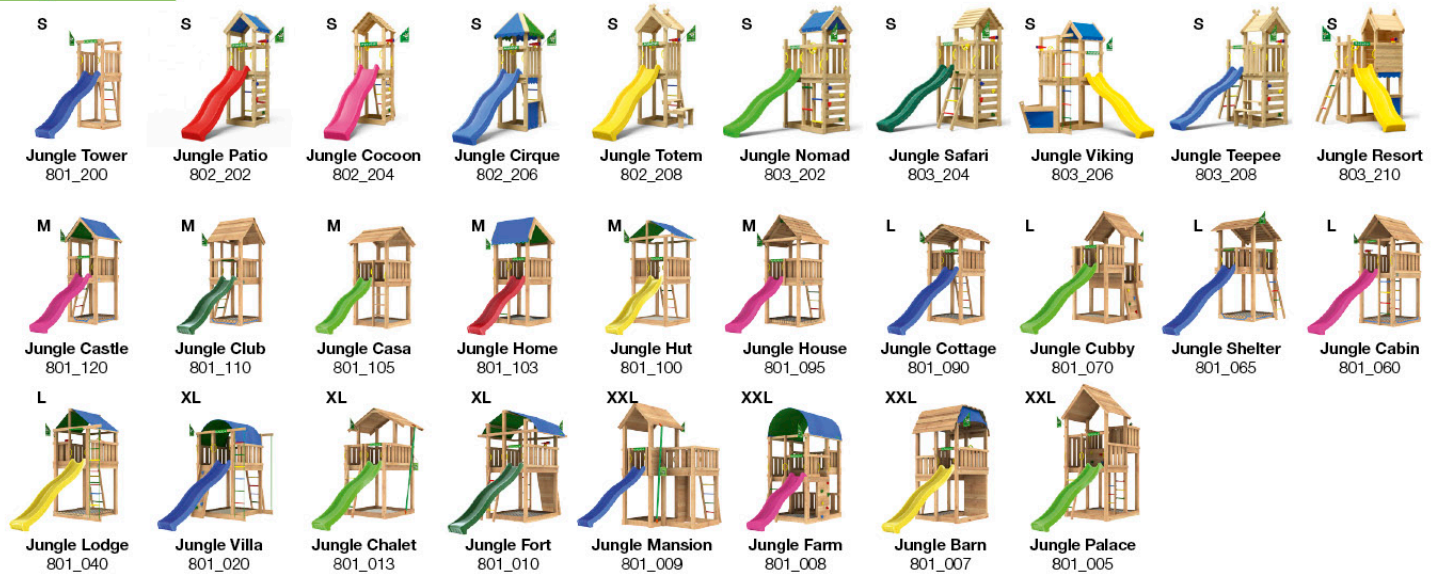 S S S S S S S S S S
Jungle Tower Jungle Patio Jungle Cocoon Jungle Cirque Jungle Totem Jungle Nomad Jungle Safari Jungle Viking Jungle Teepee Jungle Resort
801_200 802_202 802_204 802_206 802_208 803_202 803_204 803_206 803_208 803_210
M M M M M M L L L L
Jungle Castle Jungle Club Jungle Casa Jungle Home Jungle Hut Jungle House Jungle Cottage Jungle Cubby Jungle Shelter Jungle Cabin
801_120 801_110 801_105 801_103 801_100 801_095 801_090 801_070 801_065 801_060
L XL XL XL XXL XXL XXL XXL
Jungle Lodge Jungle Villa Jungle Chalet Jungle Fort Jungle Mansion Jungle Farm Jungle Barn Jungle Palace
801_040 801_020 801_013 801_010 801_009 801_008 801_007 801_005